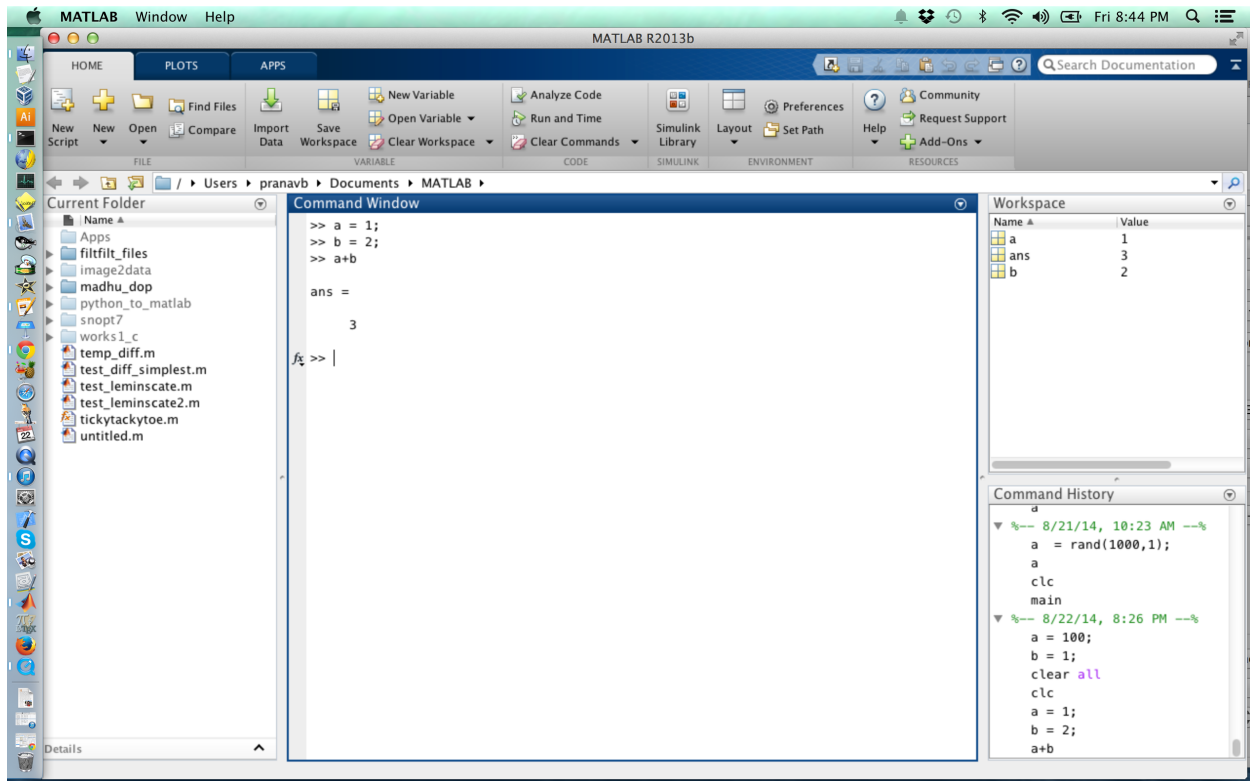 MATLAB Window Help Fri 8:44 PM
MATLAB R2013b
HOME PLOTS APPS Search Documentation
New Script
New
Open
Find Files
Compare
FILE
Import Data
Save Workspace
New Variable
Open Variable
Clear Workspace
VARIABLE
Analyze Code
Run and Time
Clear Commands
CODE
Simulink Library
SIMULINK
Layout
Preferences
Set Path
ENVIRONMENT
Help
Community
Request Support
Add-Ons
RESOURCES
/ Users pranavb Documents MATLAB
Current Folder
Name
Apps
filtfilt_files
image2data
madhu_dop
python_to_matlab
snopt7
works1_c
temp_diff.m
test_diff_simplest.m
test_leminscate.m
test_leminscate2.m
tickytackytoe.m
untitled.m
Details
Command Window
>> a = 1;
>> b = 2;
>> a+b
ans =
3
fx >>
Workspace
Name Value
a 1
ans 3
b 2
Command History
a
%-- 8/21/14, 10:23 AM --%
a  = rand(1000,1);
a
clc
main
%-- 8/22/14, 8:26 PM --%
a = 100;
b = 1;
clear all
clc
a = 1;
b = 2;
a+b
Ai
22
S